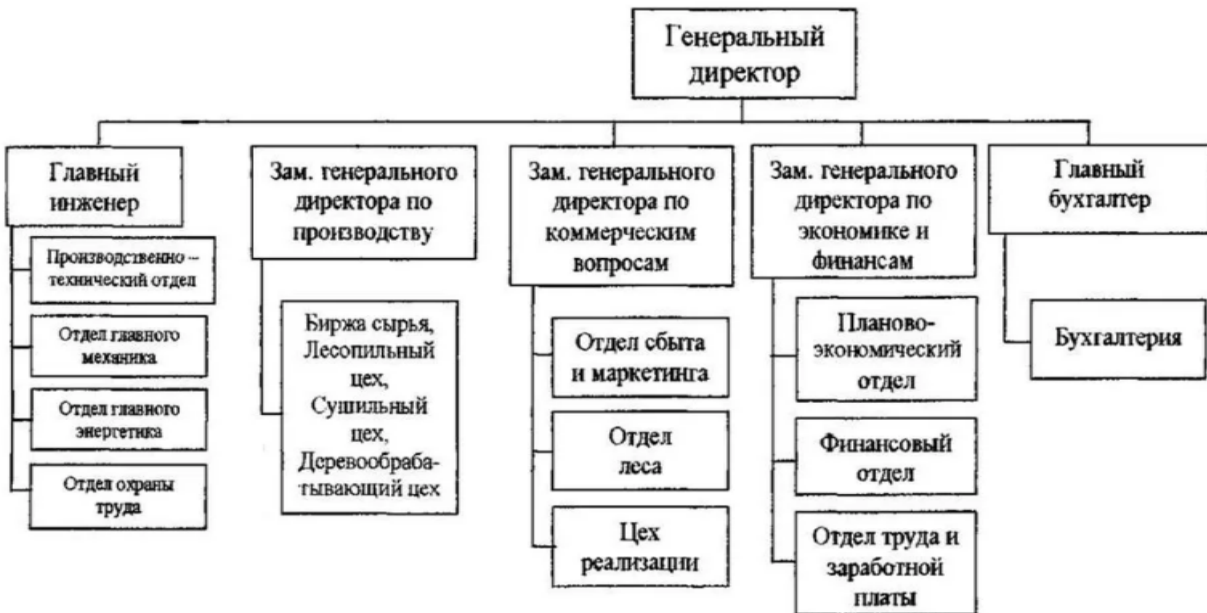 Генеральный
директор
Главный
инженер
Производственно –
технический отдел
Отдел главного
механика
Отдел главного
энергетика
Отдел охраны
труда
Зам. генерального
директора по
производству
Биржа сырья,
Лесопильный
цех,
Сушильный
цех,
Деревообраба-
тывающий цех
Зам. генерального
директора по
коммерческим
вопросам
Отдел сбыта
и маркетинга
Отдел
леса
Цех
реализации
Зам. генерального
директора по
экономике и
финансам
Планово-
экономический
отдел
Финансовый
отдел
Отдел труда и
заработной
платы
Главный
бухгалтер
Бухгалтерия